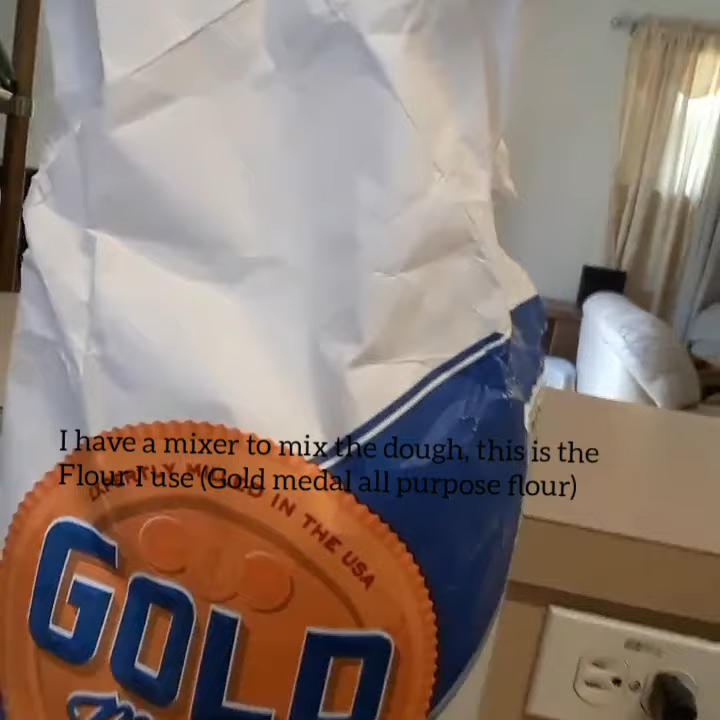 I have a mixer to mix the dough, this is the
Flour I use (Gold medal all purpose flour)
MILLED IN THE USA
GOLD